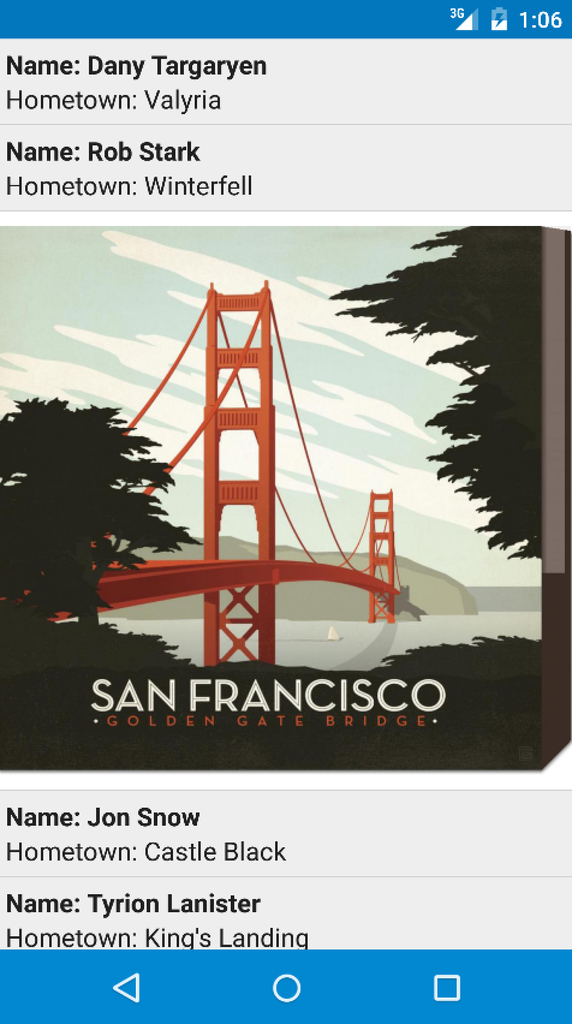 3G 1:06
Name: Dany Targaryen
Hometown: Valyria
Name: Rob Stark
Hometown: Winterfell
SAN FRANCISCO
•GOLDEN GATE BRIDGE•
Name: Jon Snow
Hometown: Castle Black
Name: Tyrion Lanister
Hometown: King's Landing